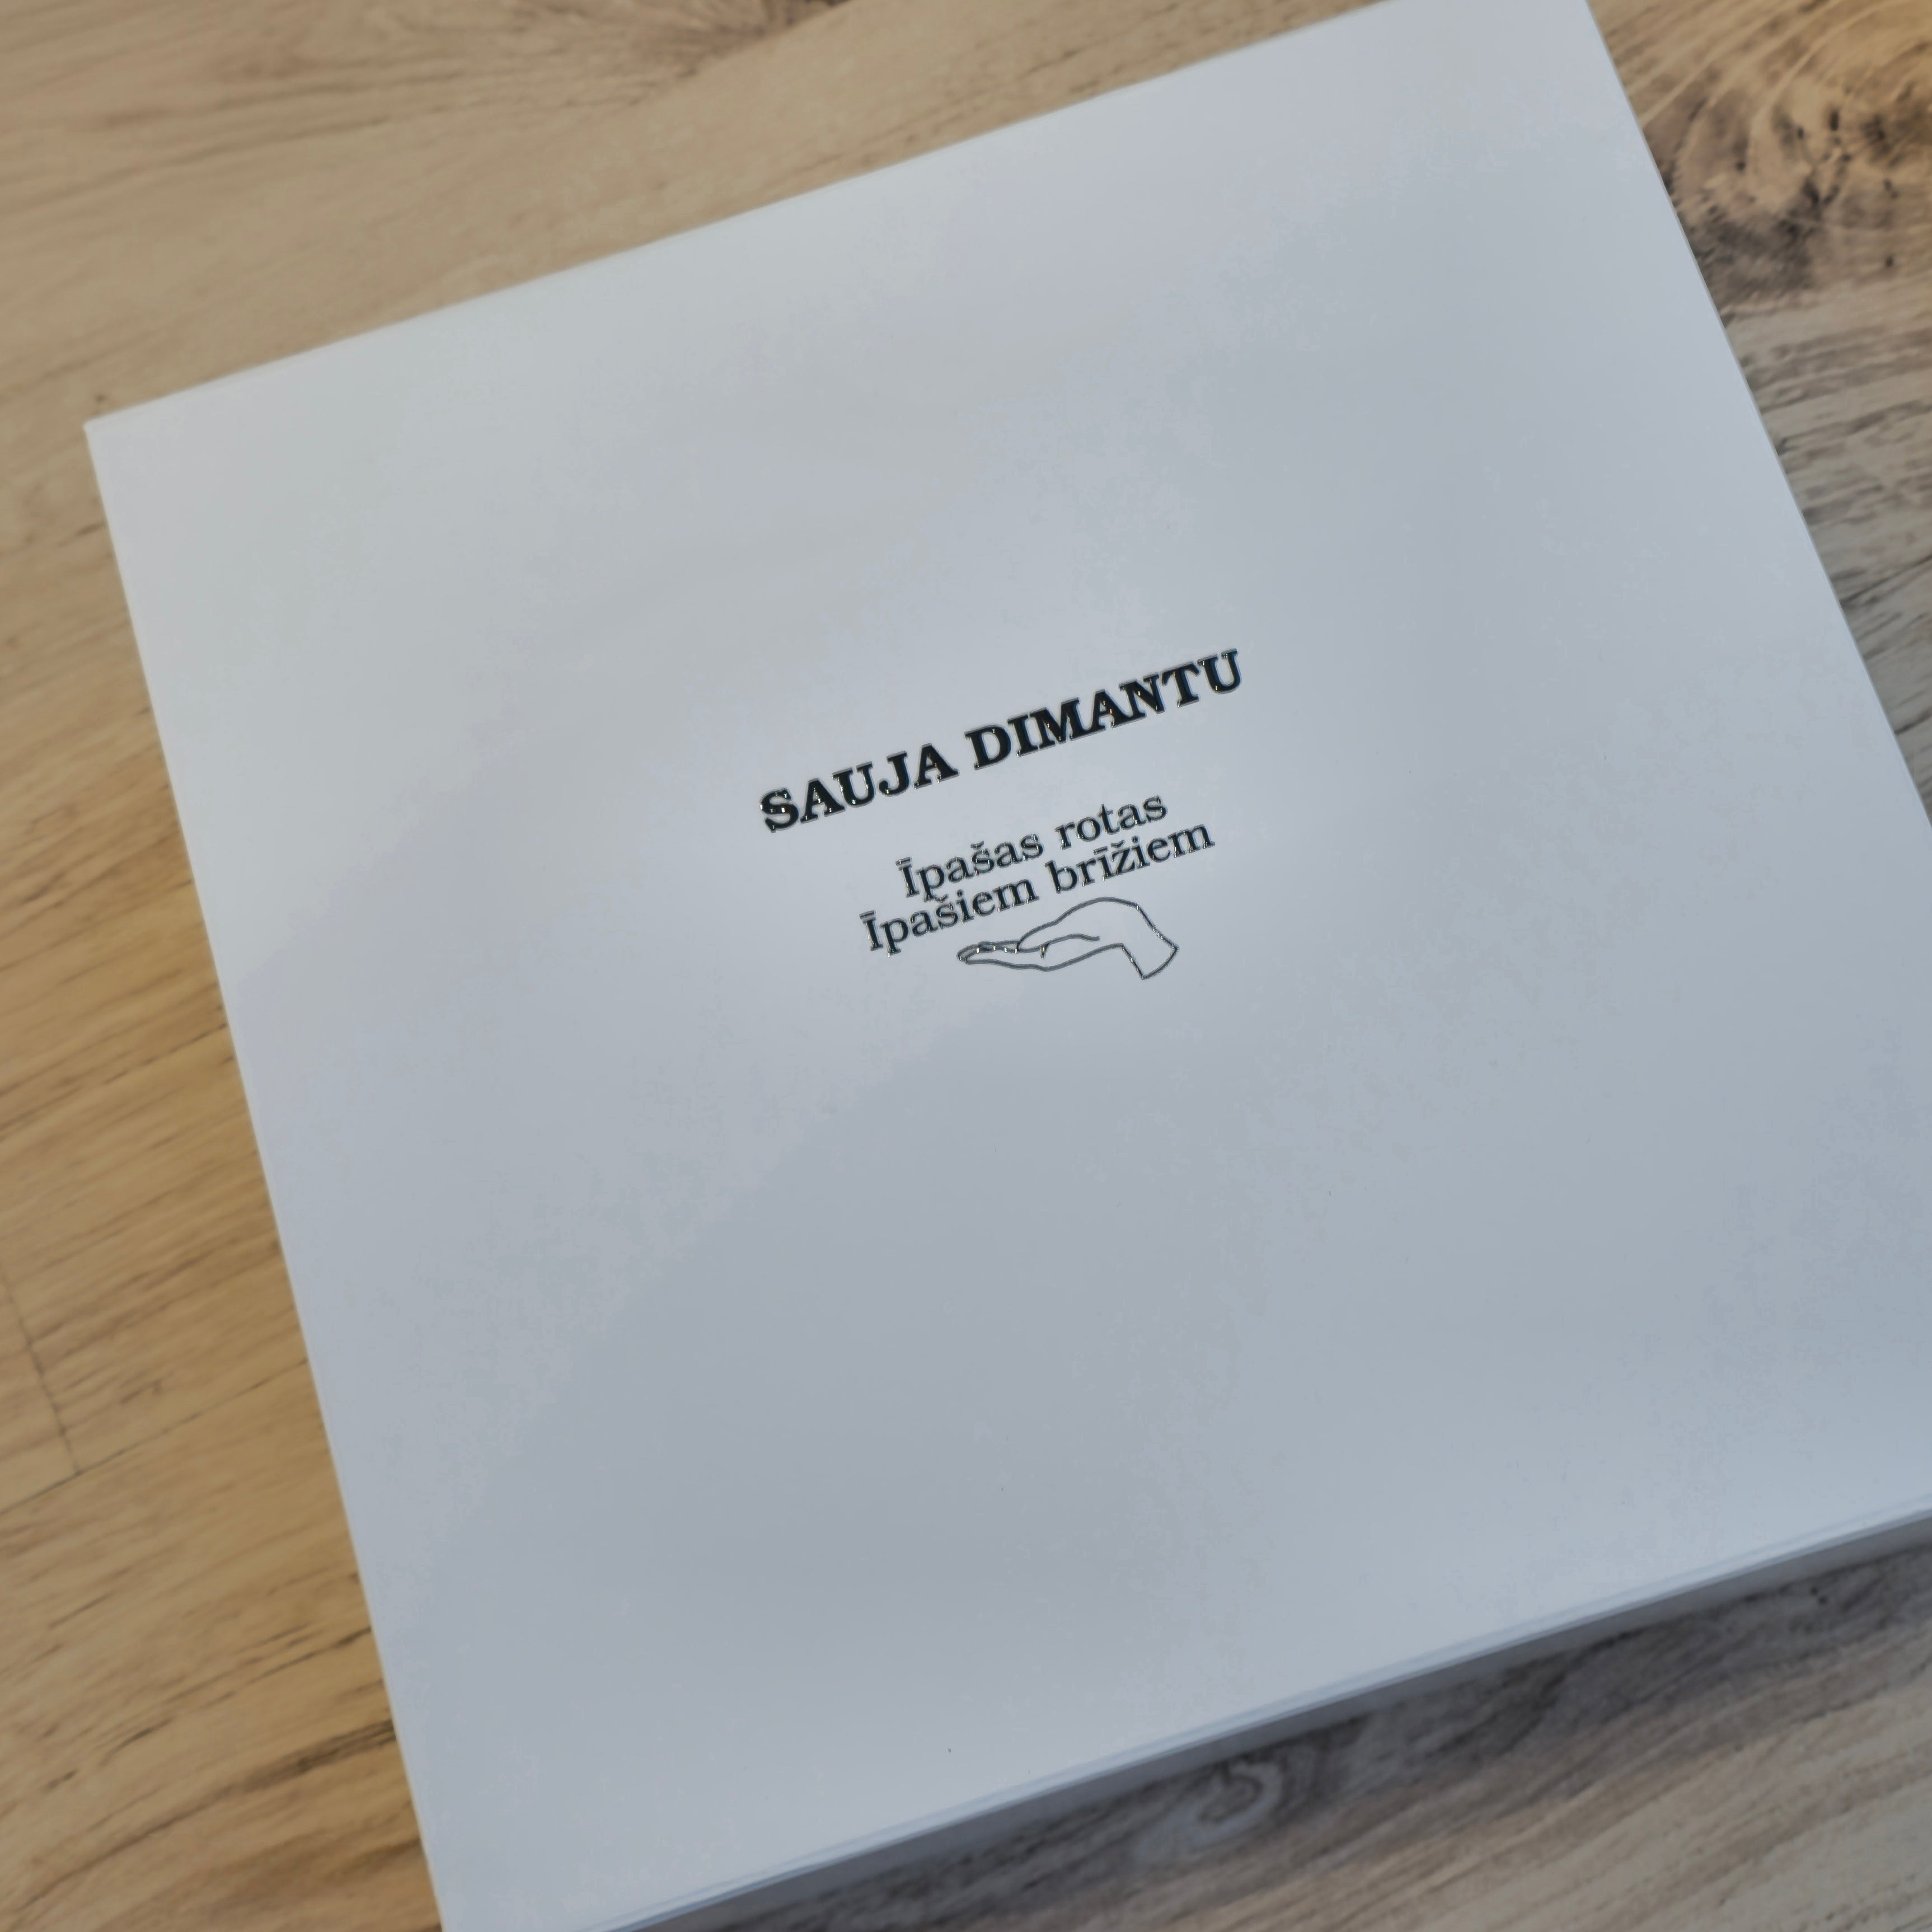 SAUJA DIMANTU
Īpašas rotas
Īpašiem brīžiem